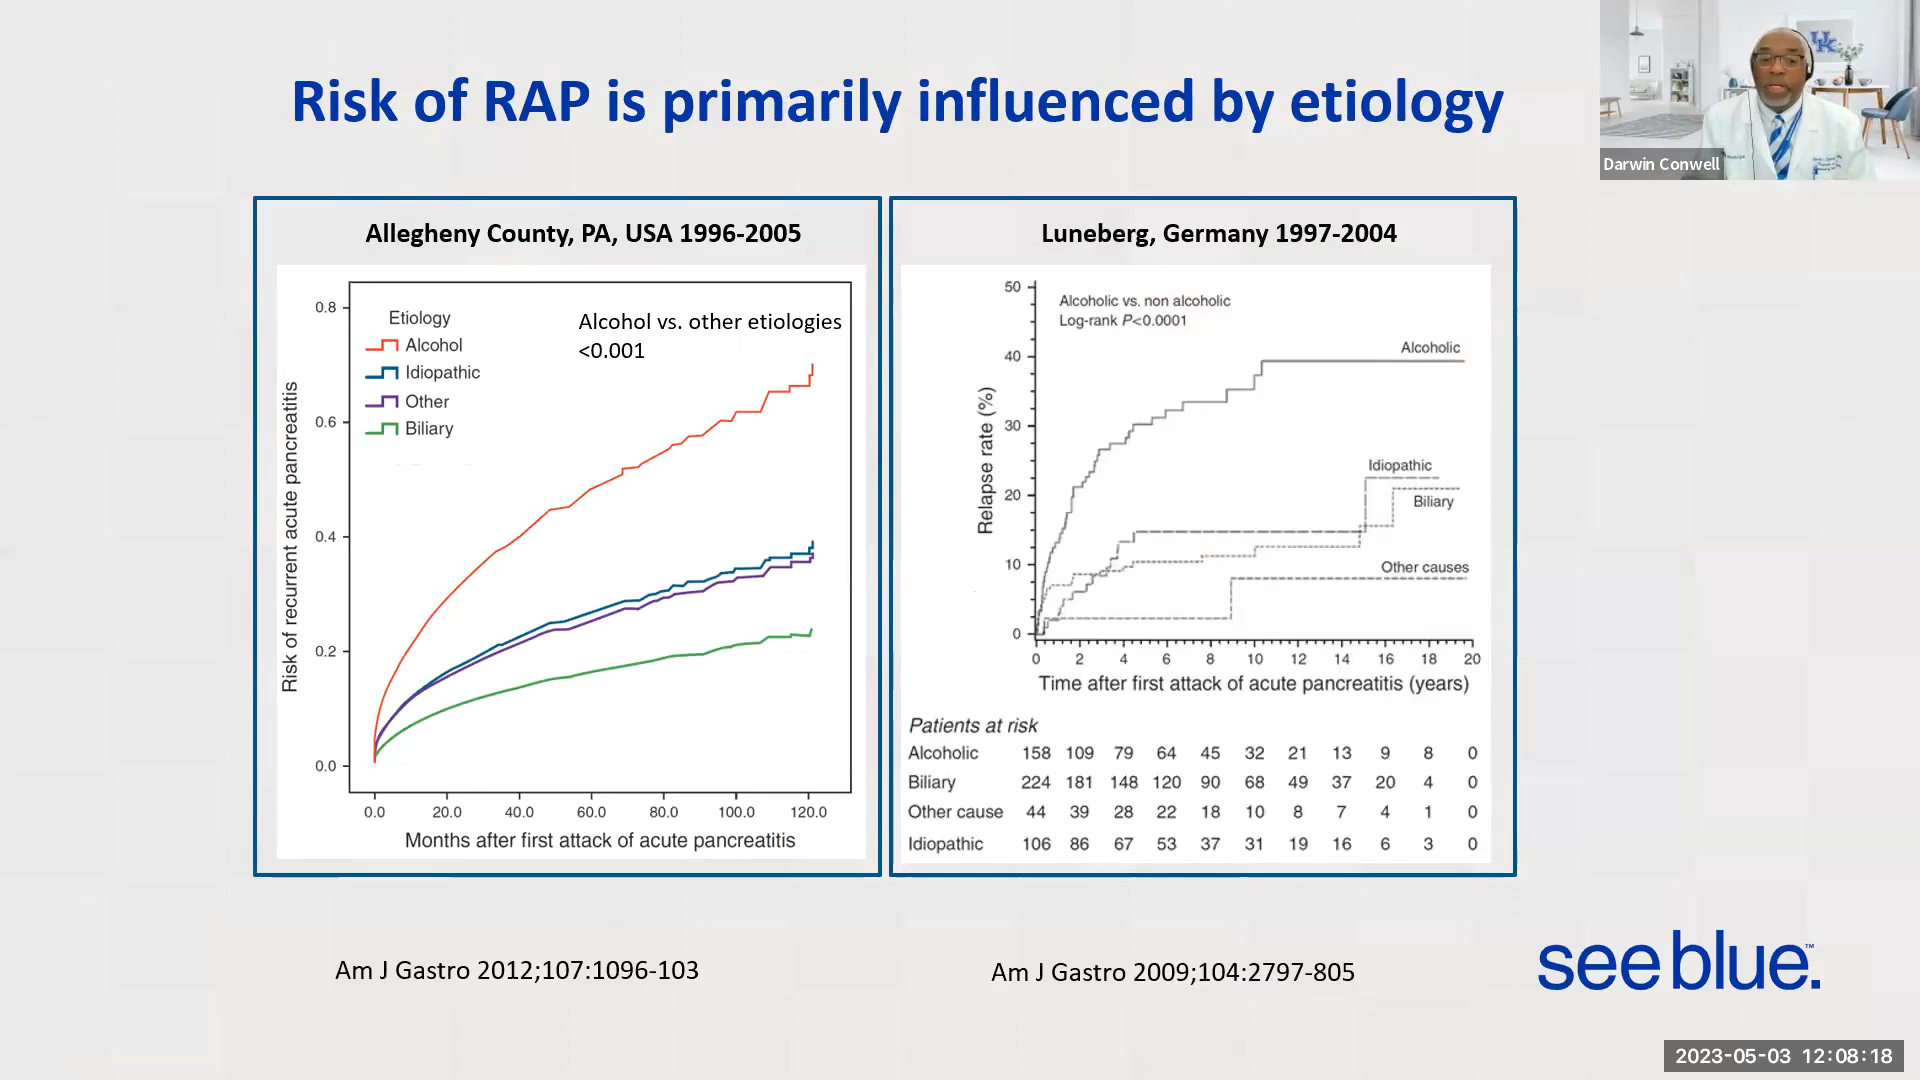 Risk of RAP is primarily influenced by etiology
UK
Darwin Conwell
Allegheny County, PA, USA 1996-2005
0.8
0.6
0.4
0.2
0.0
Risk of recurrent acute pancreatitis
Etiology
Alcohol
Idiopathic
Other
Biliary
Alcohol vs. other etiologies
<0.001
0.0 20.0 40.0 60.0 80.0 100.0 120.0
Months after first attack of acute pancreatitis
Luneberg, Germany 1997-2004
50
40
30
20
10
0
Relapse rate (%)
Alcoholic vs. non alcoholic
Log-rank P<0.0001
Alcoholic
Idiopathic
Biliary
Other causes
0 2 4 6 8 10 12 14 16 18 20
Time after first attack of acute pancreatitis (years)
Patients at risk
Alcoholic 158 109 79 64 45 32 21 13 9 8 0
Biliary 224 181 148 120 90 68 49 37 20 4 0
Other cause 44 39 28 22 18 10 8 7 4 1 0
Idiopathic 106 86 67 53 37 31 19 16 6 3 0
Am J Gastro 2012;107:1096-103
Am J Gastro 2009;104:2797-805
see blue.™
2023-05-03 12:08:18